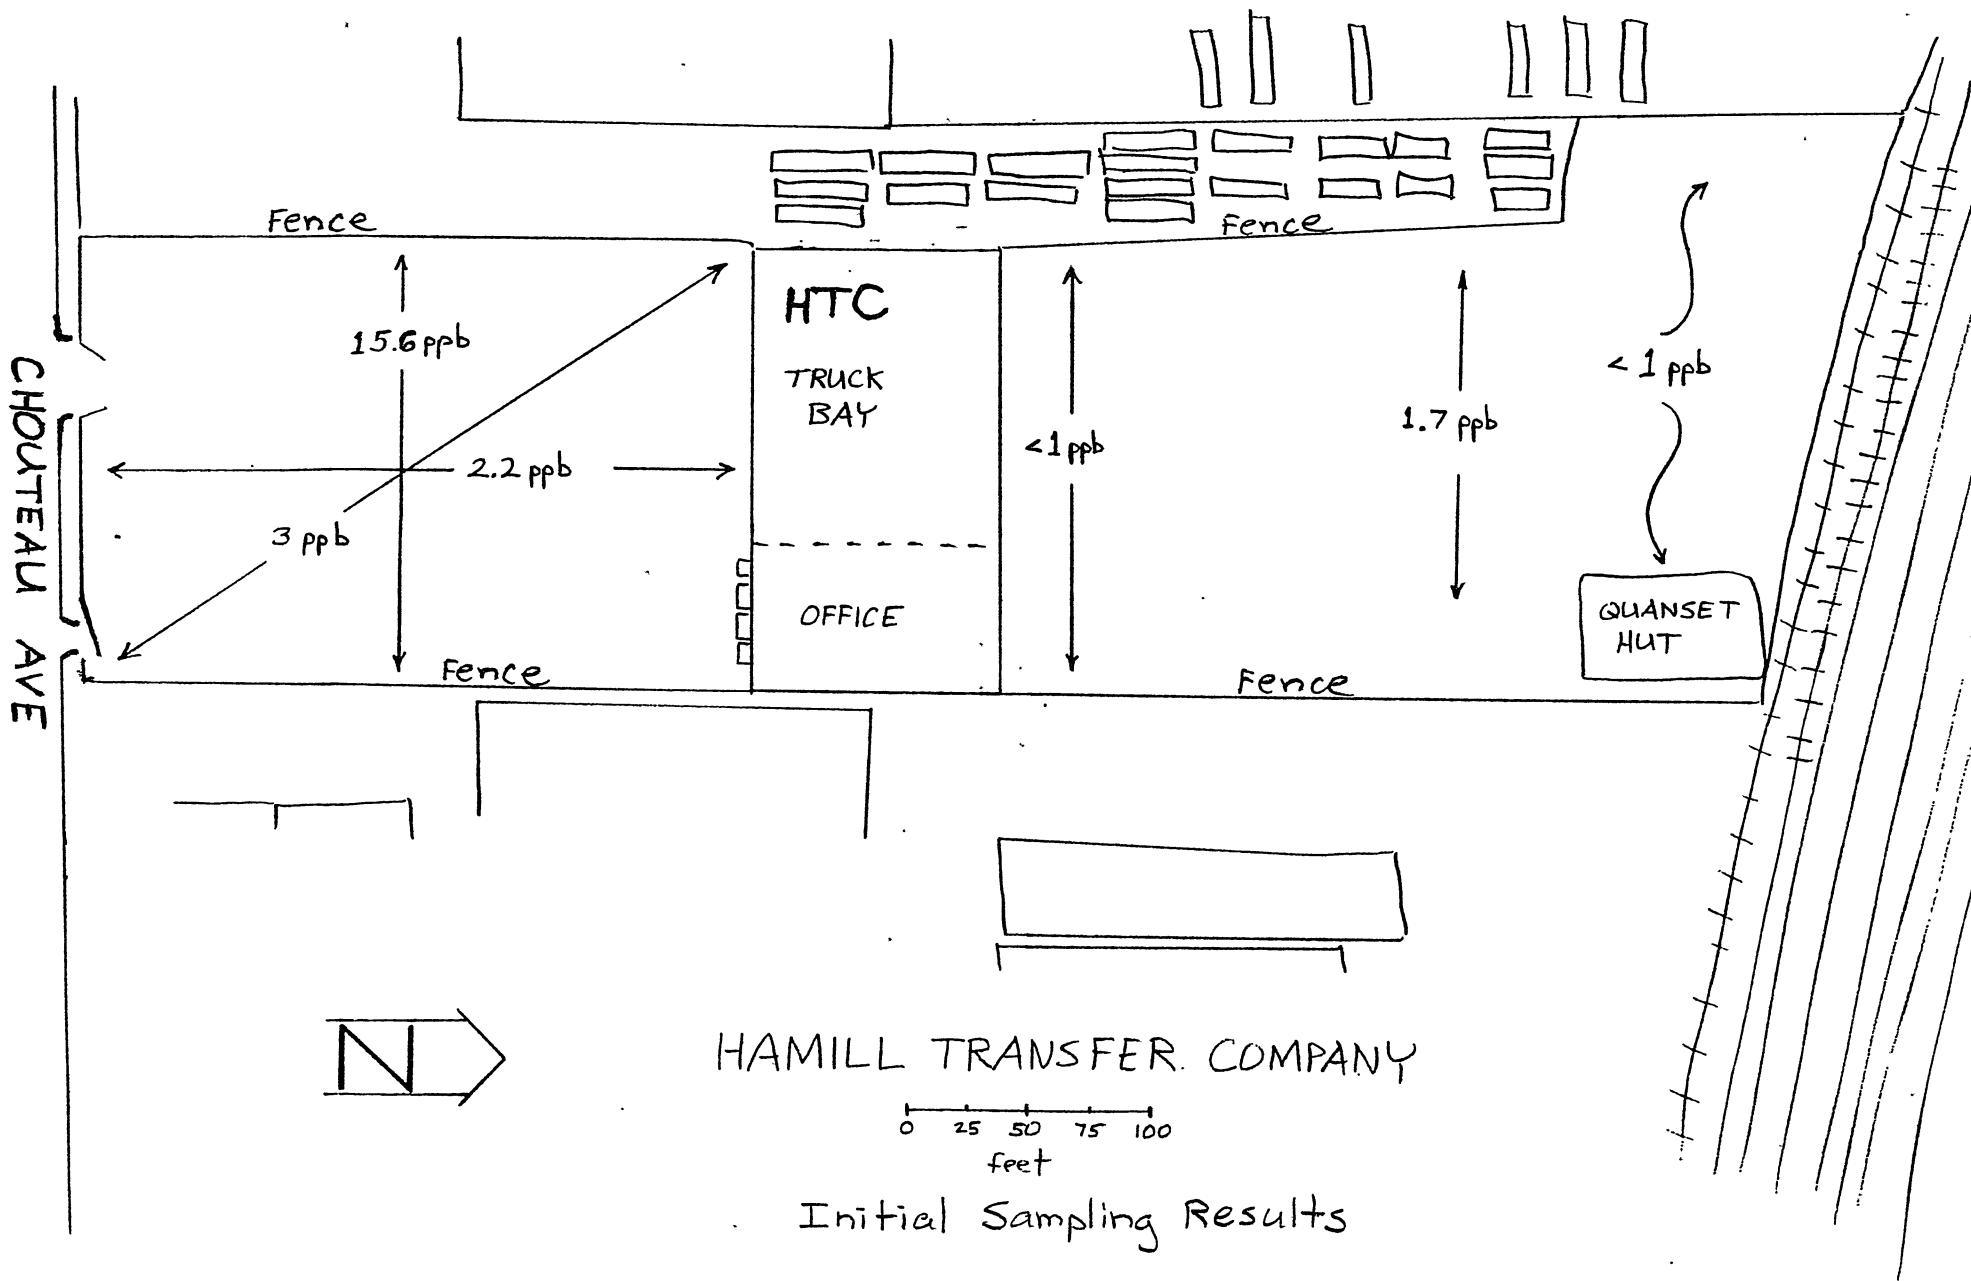 Fence
Fence
HTC
15.6 ppb
TRUCK
BAY
< 1 ppb
CHOUTEAU AVE
1.7 ppb
<1 ppb
2.2 ppb
3 ppb
OFFICE
QUANSET
HUT
Fence
Fence
N
HAMILL TRANSFER COMPANY
0 25 50 75 100
feet
Initial Sampling Results